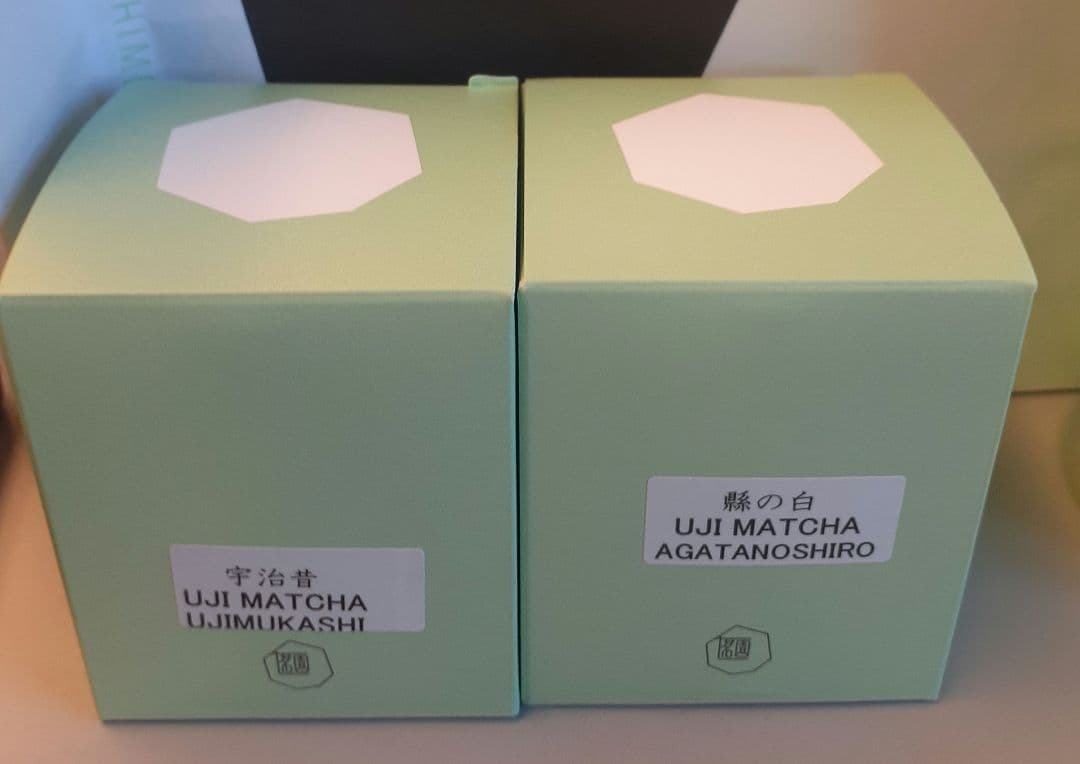 宇治昔
UJI MATCHA
UJIMUKASHI
縣の白
UJI MATCHA
AGATANOSHIRO